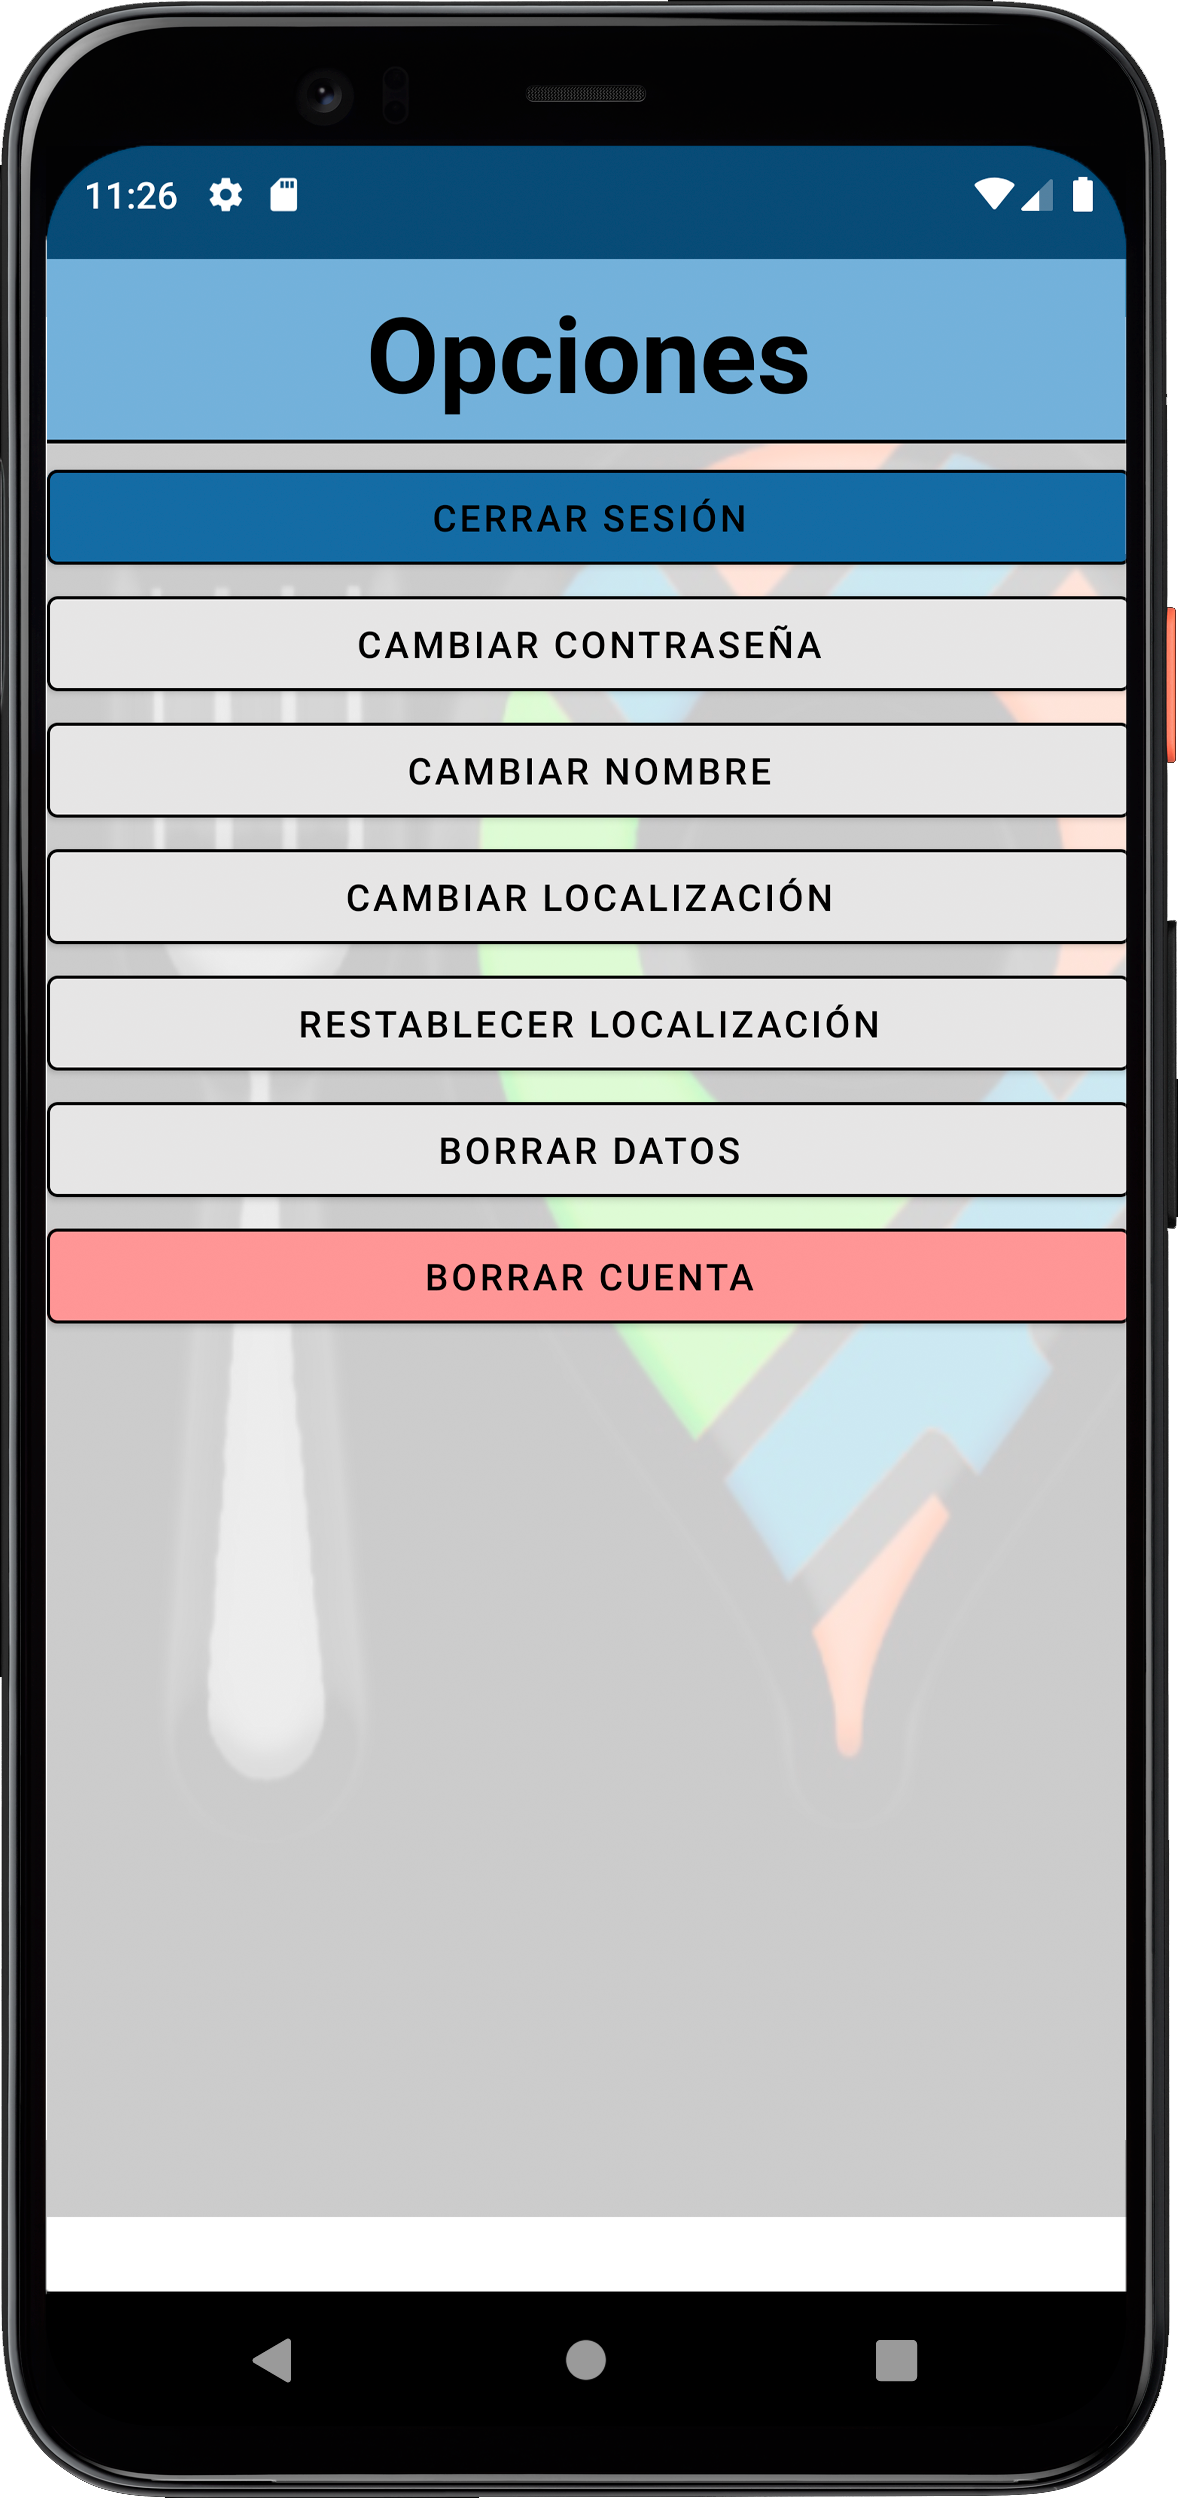 11:26
Opciones
CERRAR SESIÓN
CAMBIAR CONTRASEÑA
CAMBIAR NOMBRE
CAMBIAR LOCALIZACIÓN
RESTABLECER LOCALIZACIÓN
BORRAR DATOS
BORRAR CUENTA